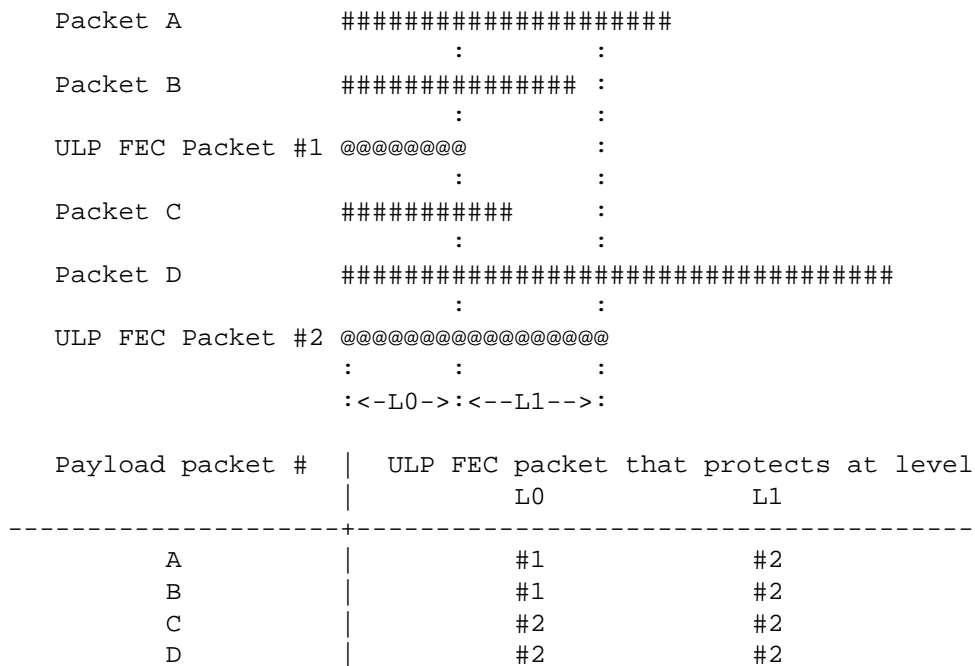 Packet A          #####################
                         :        :
Packet B          ############### :
                         :        :
ULP FEC Packet #1 @@@@@@@@        :
                         :        :
Packet C          ###########     :
                         :        :
Packet D          ###################################
                         :        :
ULP FEC Packet #2 @@@@@@@@@@@@@@@@@
                  :      :        :
                  :<-L0->:<--L1-->:
Payload packet #  |  ULP FEC packet that protects at level
                  |          L0             L1
---------------------+---------------------------------------
       A          |          #1             #2
       B          |          #1             #2
       C          |          #2             #2
       D          |          #2             #2